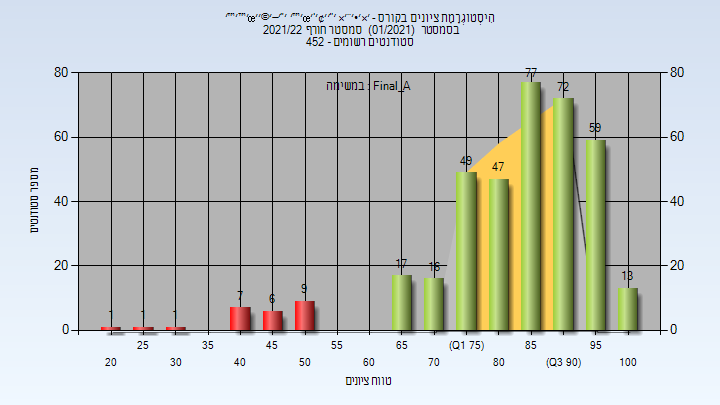 היסטוגרמת ציונים בקורס -
בסמסטר (01/2021) סמסטר חורף 2021/22
סטודנטים רשומים - 452
במשימה : Final_A
80 80
60 60
40 40
20 20
0 0
1 1 1 7 6 9 17 16 49 47 77 72 59 13
25 35 45 55 65 (Q1 75) 85 95
20 30 40 50 60 70 80 (Q3 90) 100
טווח ציונים
מספר סטודנטים